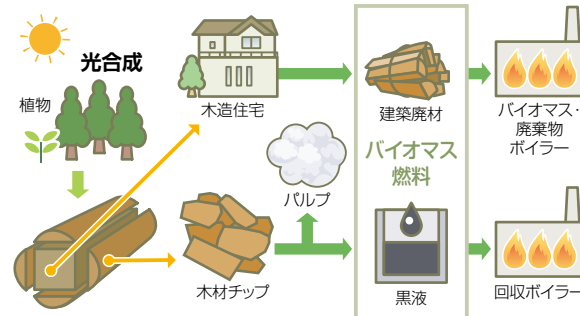 光合成
植物
木造住宅
建築廃材
バイオマス・
廃棄物
ボイラー
バイオマス
燃料
パルプ
木材チップ
黒液
回収ボイラー